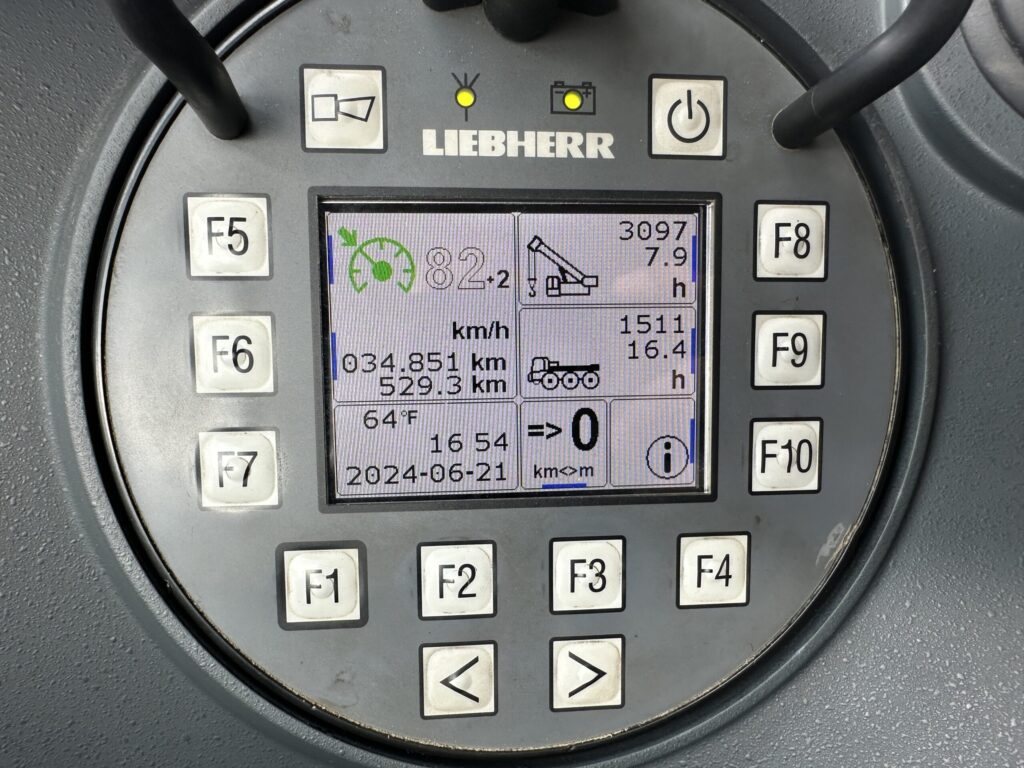 LIEBHERR
F5
F6
F7
82+2
km/h
034.851 km
529.3 km
64°F
16 54
2024-06-21
3097
7.9
h
1511
16.4
h
=>0
km<>m
i
F8
F9
F10
F1
F2
F3
F4
<
>